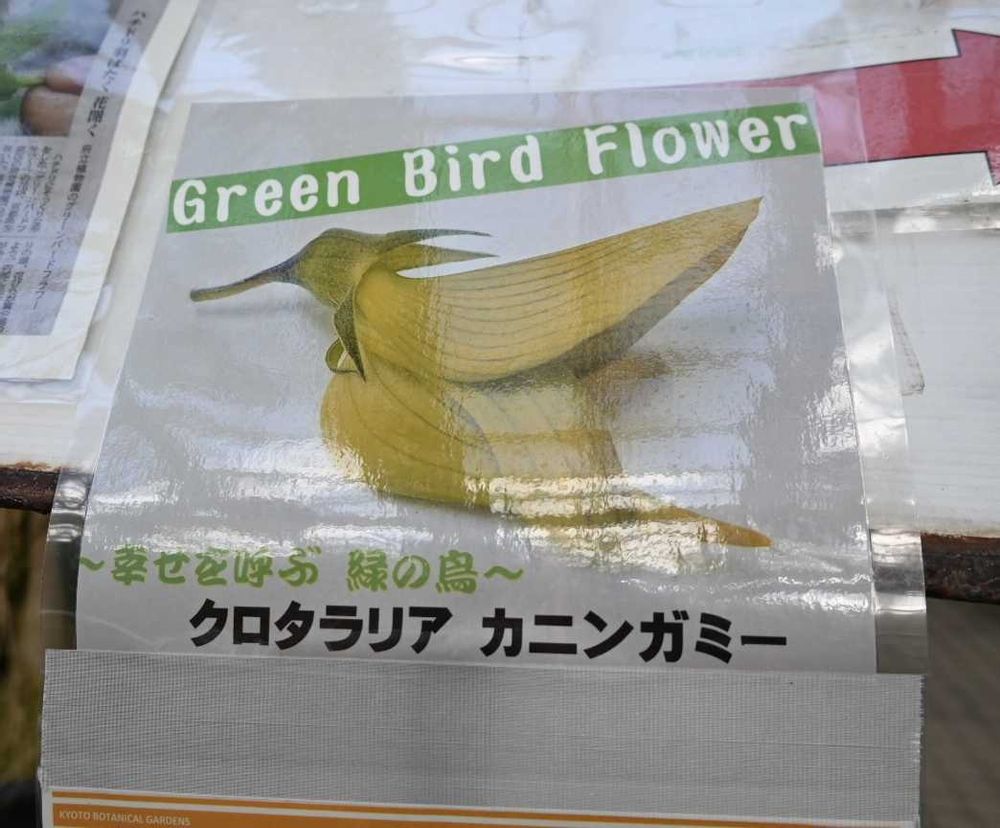 Green Bird Flower
~幸せを呼ぶ 緑の鳥~
クロタラリア カニンガミー
KYOTO BOTANICAL GARDENS